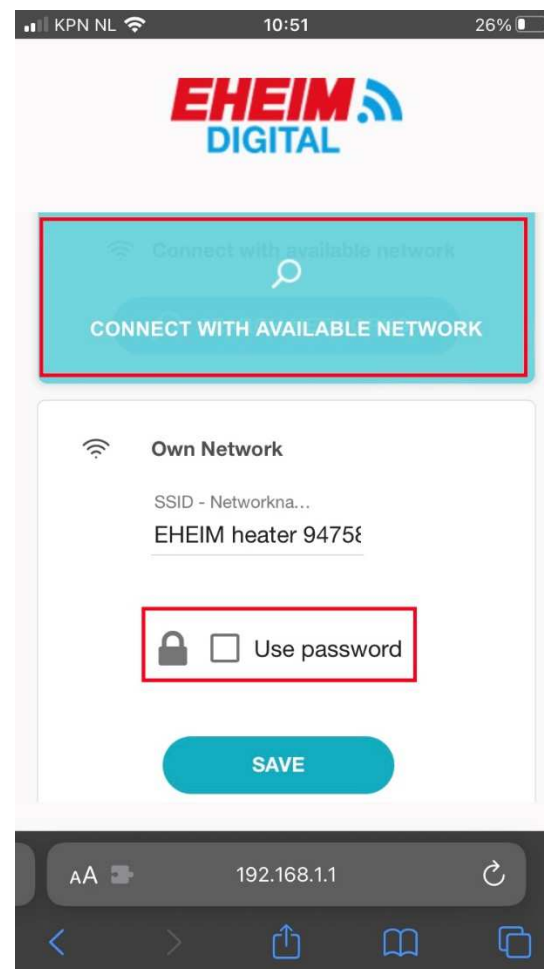 KPN NL 10:51 26%
EHEIM
DIGITAL
Connect with available network
CONNECT WITH AVAILABLE NETWORK
Own Network
SSID - Networkna...
EHEIM heater 94758
Use password
SAVE
AA 192.168.1.1